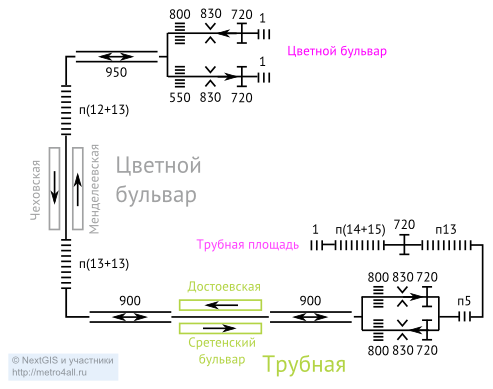 800 830 720 1
Цветной бульвар
950
1
550 830 720
п(12+13)
Чеховская
Менделеевская
Цветной
бульвар
Трубная площадь
1 п(14+15) 720 п13
п(13+13)
Достоевская
900
900
800 830 720
п5
Сретенский
бульвар
800 830 720
Трубная
© NextGIS и участники
http://metro4all.ru